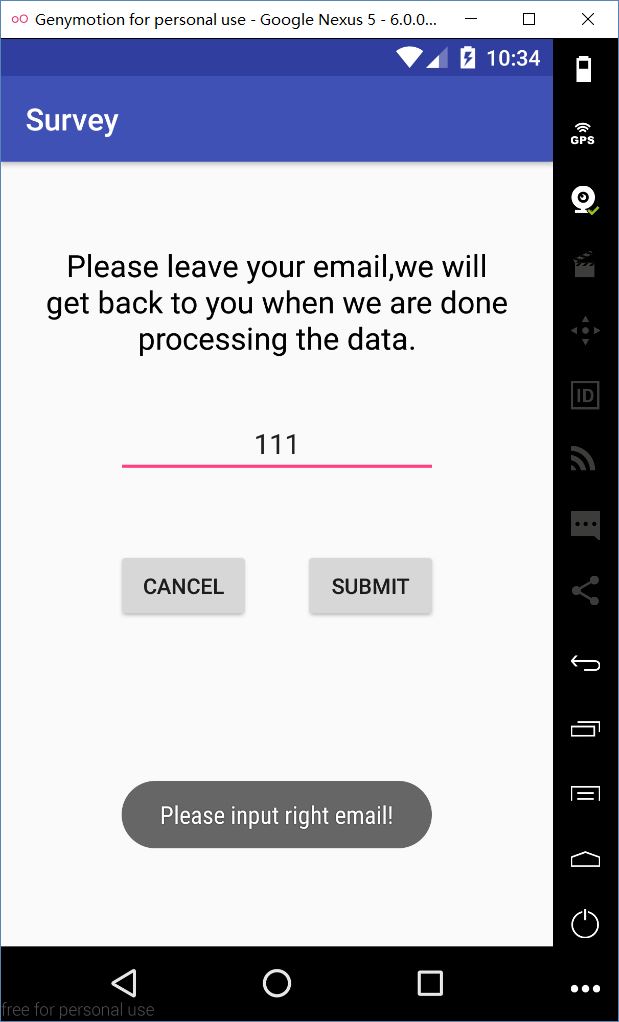 Genymotion for personal use - Google Nexus 5 - 6.0.0...
10:34
GPS
Survey
Please leave your email,we will
get back to you when we are done
processing the data.
ID
111
CANCEL
SUBMIT
Please input right email!
free for personal use